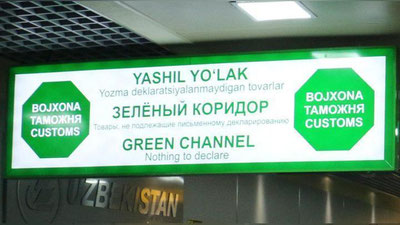 BOJXONA
ТАМОЖНЯ
CUSTOMS
YASHIL YO‘LAK
Yozma deklaratsiyalanmaydigan tovarlar
ЗЕЛЁНЫЙ КОРИДОР
Товары, не подлежащие письменному декларированию
GREEN CHANNEL
Nothing to declare
BOJXONA
ТАМОЖНЯ
CUSTOMS
UZBEKISTAN